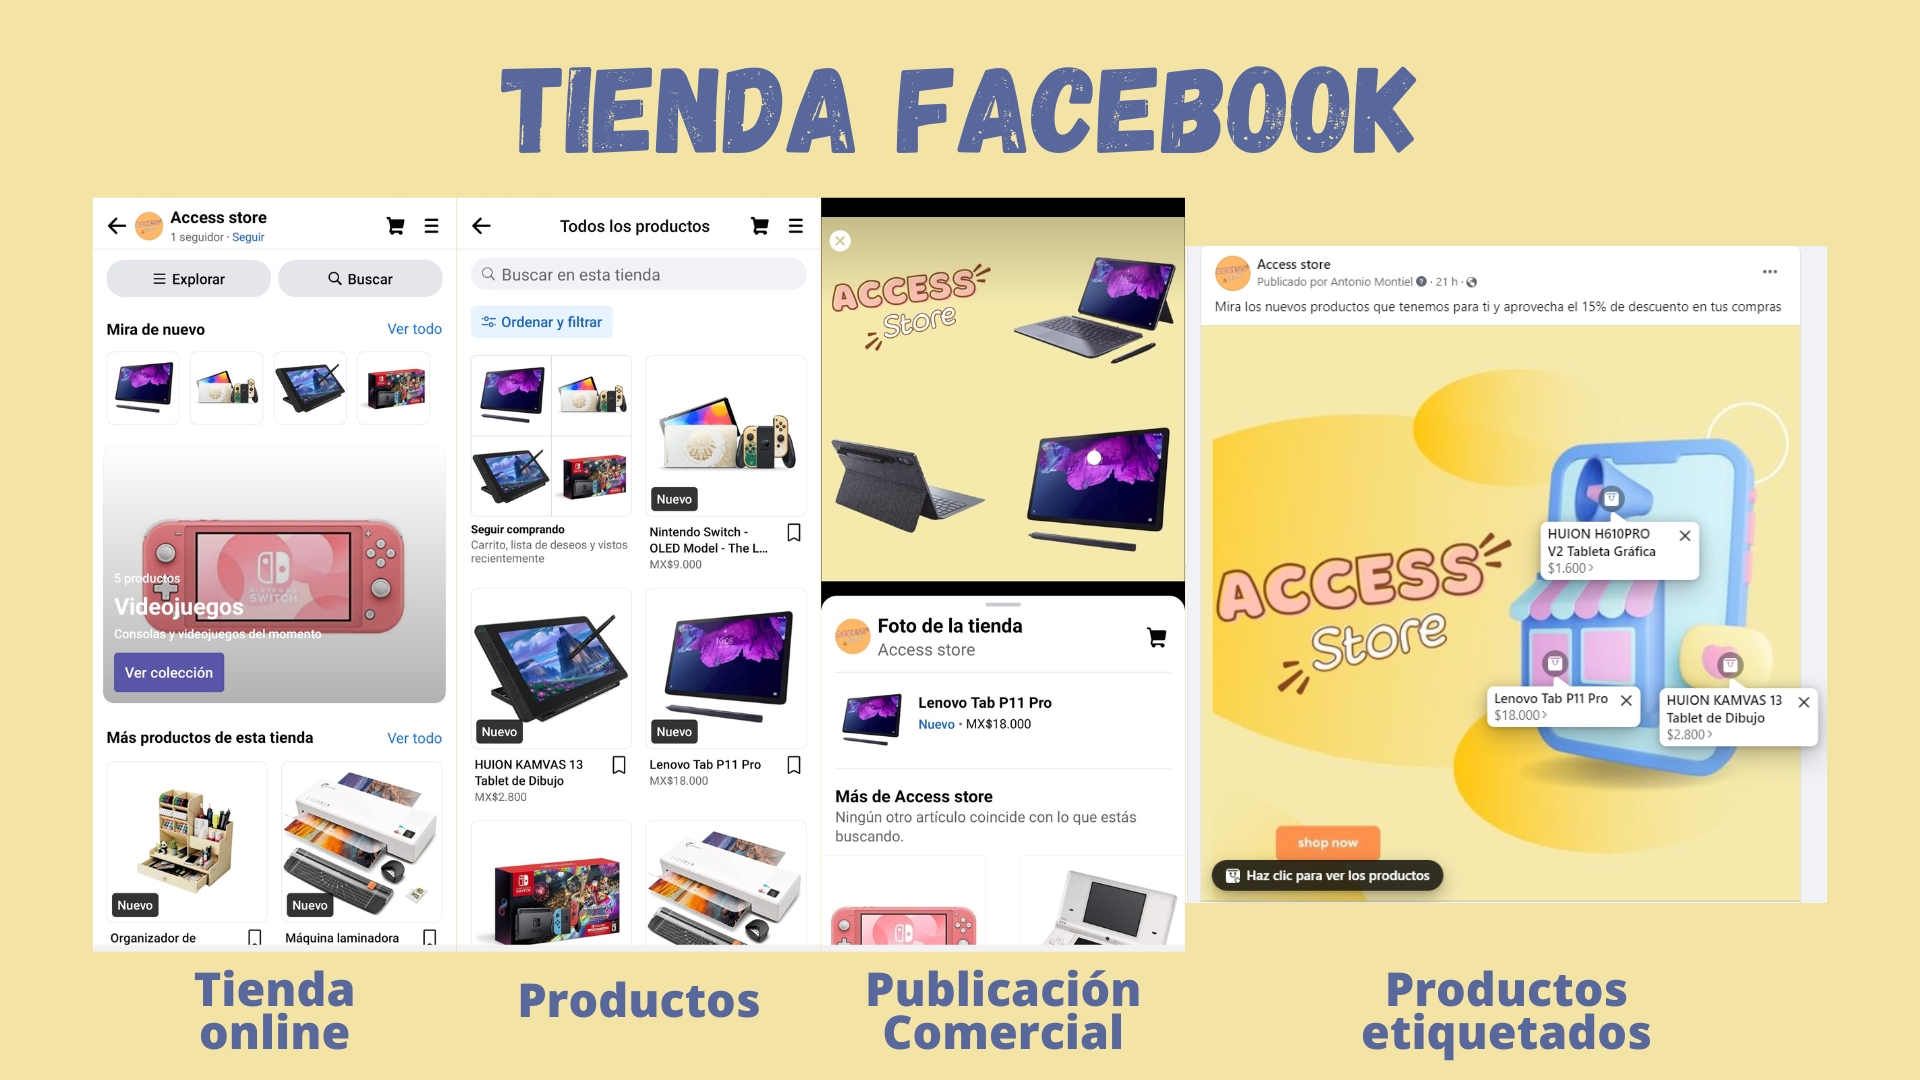 TIENDA FACEBOOK
Access store
1 seguidor · Seguir
Explorar
Buscar
Mira de nuevo
Ver todo
5 productos
Videojuegos
Consolas y videojuegos del momento
Ver colección
Más productos de esta tienda
Ver todo
Nuevo
Nuevo
Organizador de
Máquina laminadora
Tienda
online
Todos los productos
Buscar en esta tienda
Ordenar y filtrar
Nuevo
Seguir comprando
Carrito, lista de deseos y vistos
recientemente
Nintendo Switch -
OLED Model - The L...
MX$9.000
Nuevo
Nuevo
HUION KAMVAS 13
Tablet de Dibujo
MX$2.800
Lenovo Tab P11 Pro
MX$18.000
Productos
ACCESS
Store
Foto de la tienda
Access store
Lenovo Tab P11 Pro
Nuevo · MX$18.000
Más de Access store
Ningún otro artículo coincide con lo que estás
buscando.
Publicación
Comercial
Access store
Publicado por Antonio Montiel · 21 h ·
Mira los nuevos productos que tenemos para ti y aprovecha el 15% de descuento en tus compras
ACCESS
Store
HUION H610PRO
V2 Tableta Gráfica
$1.600
Lenovo Tab P11 Pro
$18.000
HUION KAMVAS 13
Tablet de Dibujo
$2.800
shop now
Haz clic para ver los productos
Productos
etiquetados